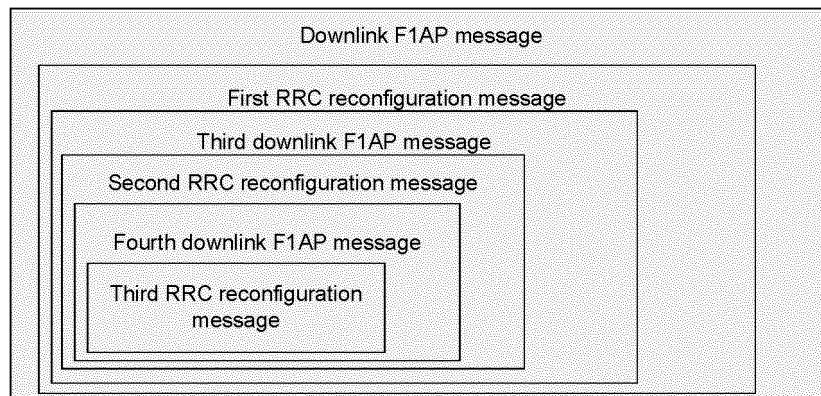 Downlink F1AP message
First RRC reconfiguration message
Third downlink F1AP message
Second RRC reconfiguration message
Fourth downlink F1AP message
Third RRC reconfiguration
message